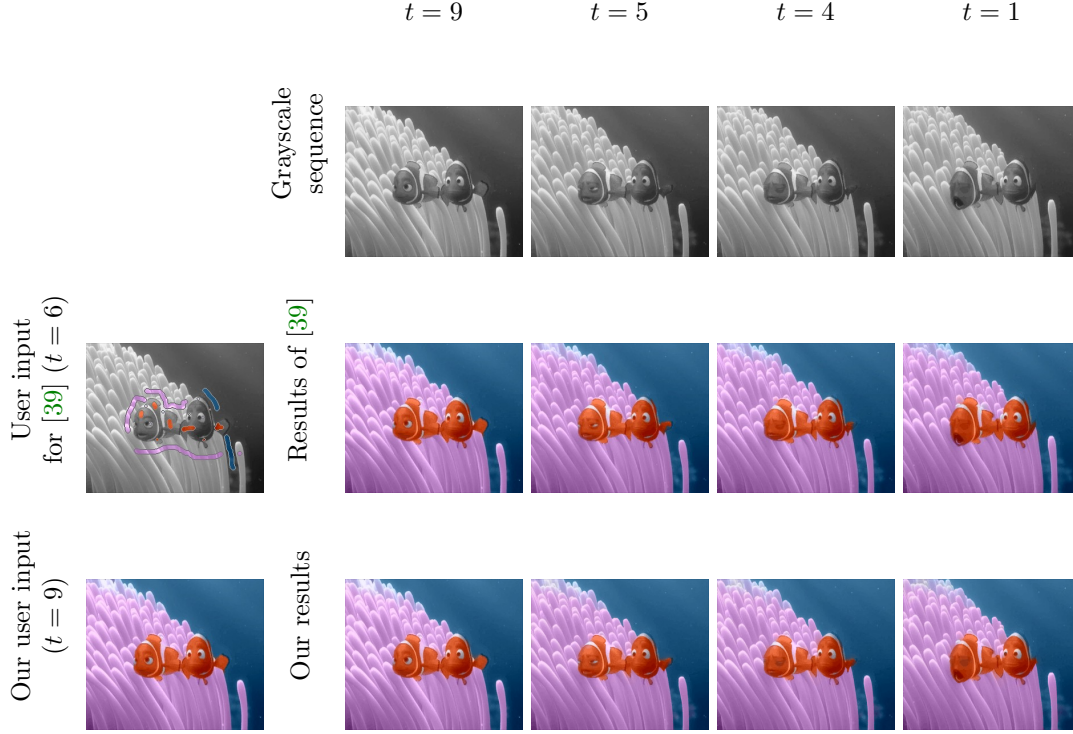 t = 9
t = 5
t = 4
t = 1
Grayscale
sequence
User input
for [39] (t = 6)
Results of [39]
Our user input
(t = 9)
Our results